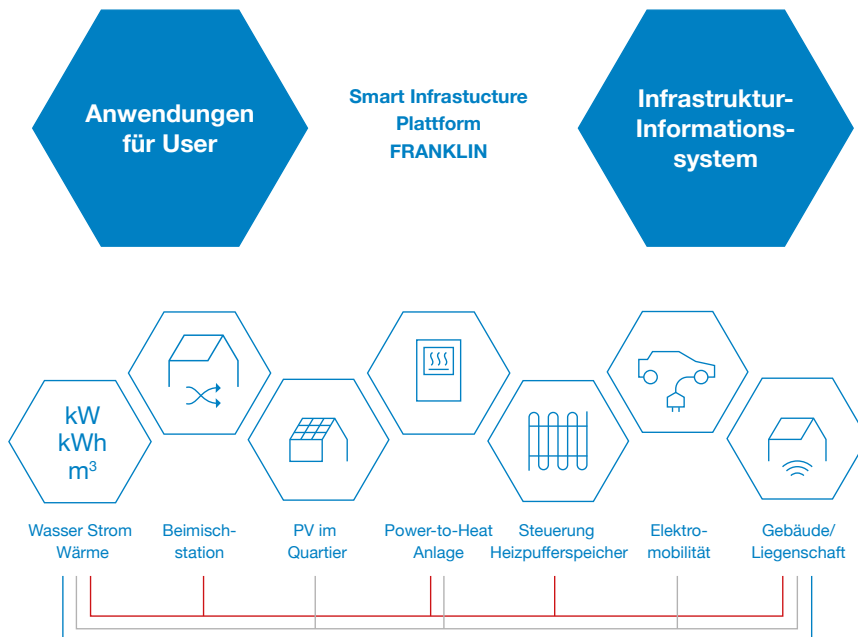 Anwendungen
für User
Smart Infrastucture
Plattform
FRANKLIN
Infrastruktur-
Informations-
system
kW
kWh
m³
Wasser Strom
Wärme
Beimisch-
station
PV im
Quartier
Power-to-Heat
Anlage
Steuerung
Heizpufferspeicher
Elektro-
mobilität
Gebäude/
Liegenschaft